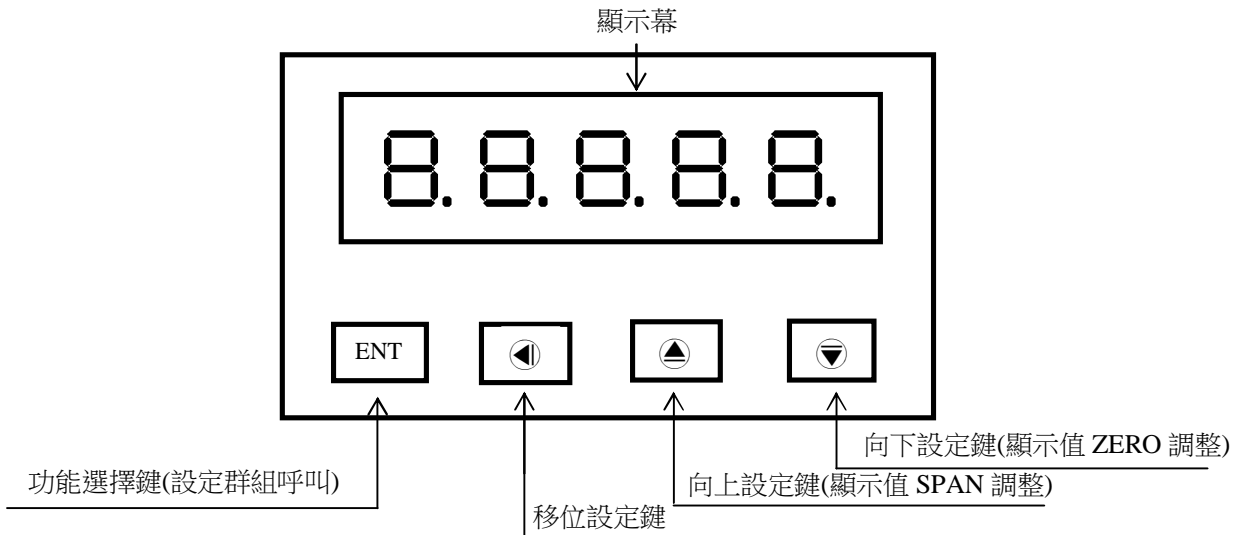 顯示幕
8.8.8.8.8.
ENT
向下設定鍵(顯示值 ZERO 調整)
功能選擇鍵(設定群組呼叫)
向上設定鍵(顯示值 SPAN 調整)
移位設定鍵